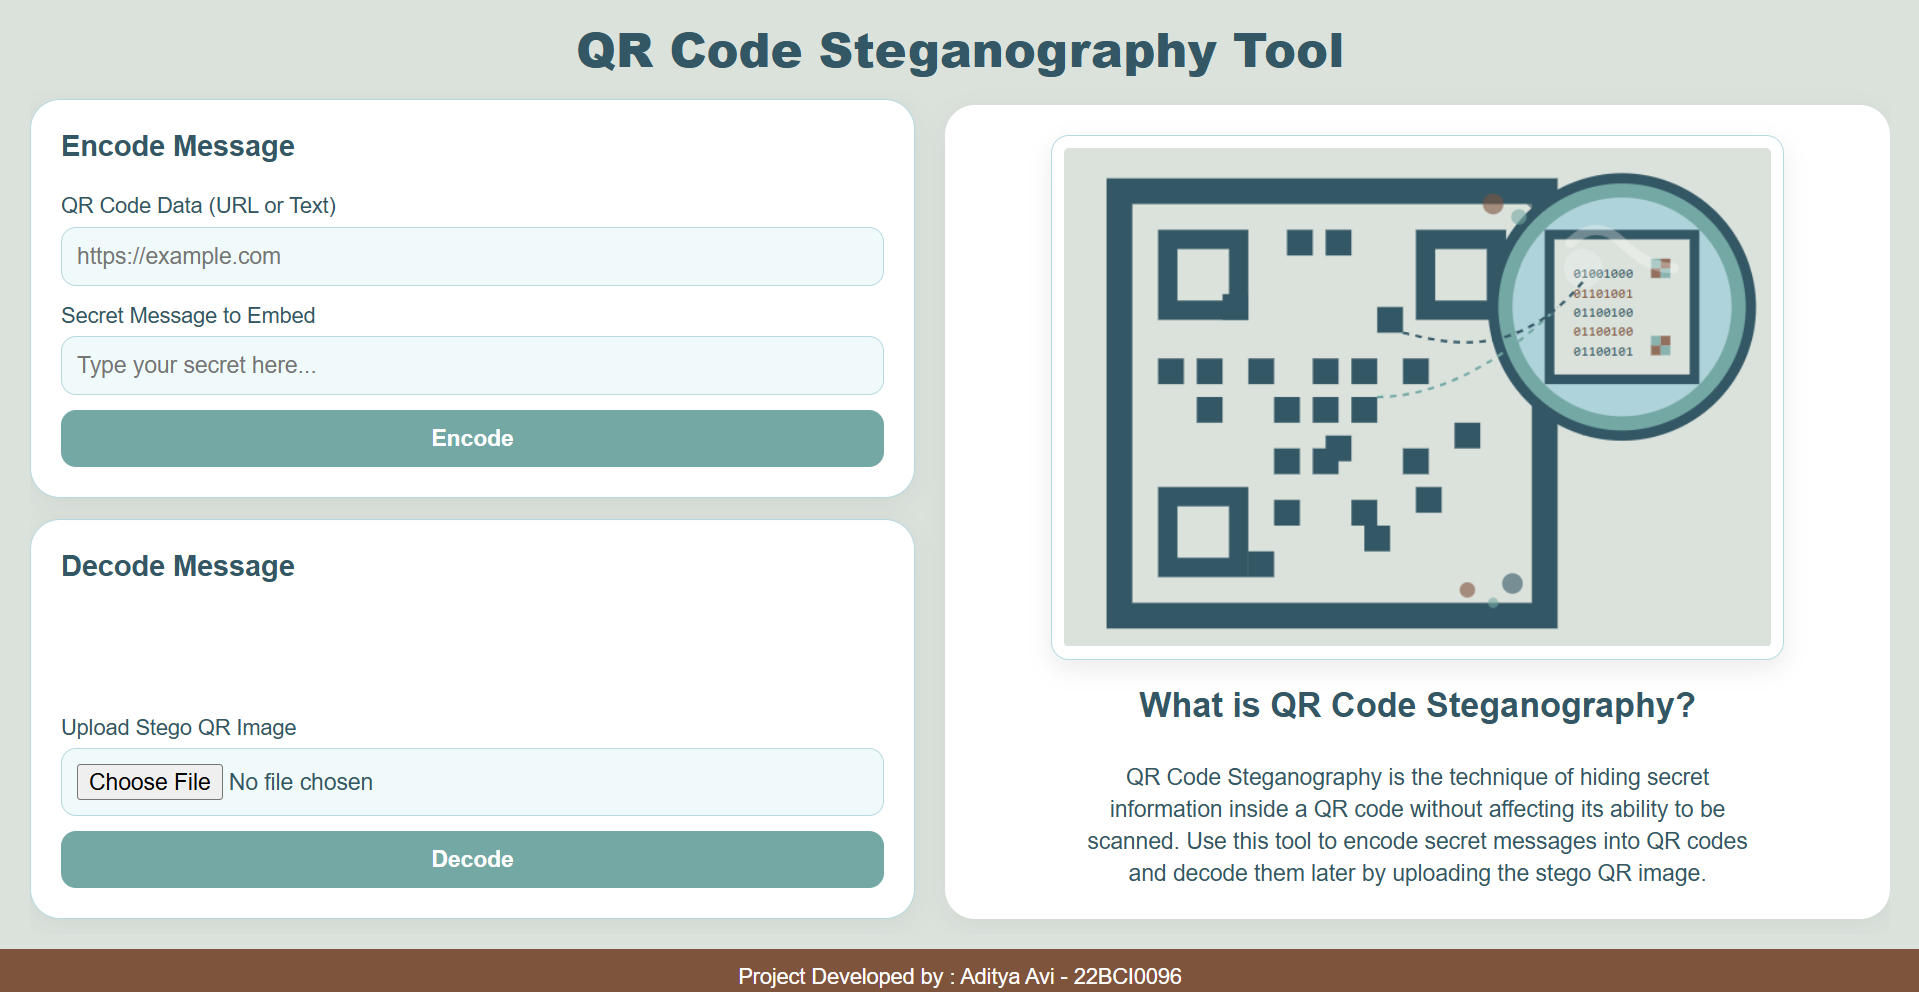 QR Code Steganography Tool
Encode Message
QR Code Data (URL or Text)
https://example.com
Secret Message to Embed
Type your secret here...
Encode
Decode Message
Upload Stego QR Image
Choose File No file chosen
Decode
01001000
01101001
01100100
01100100
01100101
What is QR Code Steganography?
QR Code Steganography is the technique of hiding secret
information inside a QR code without affecting its ability to be
scanned. Use this tool to encode secret messages into QR codes
and decode them later by uploading the stego QR image.
Project Developed by : Aditya Avi - 22BCI0096